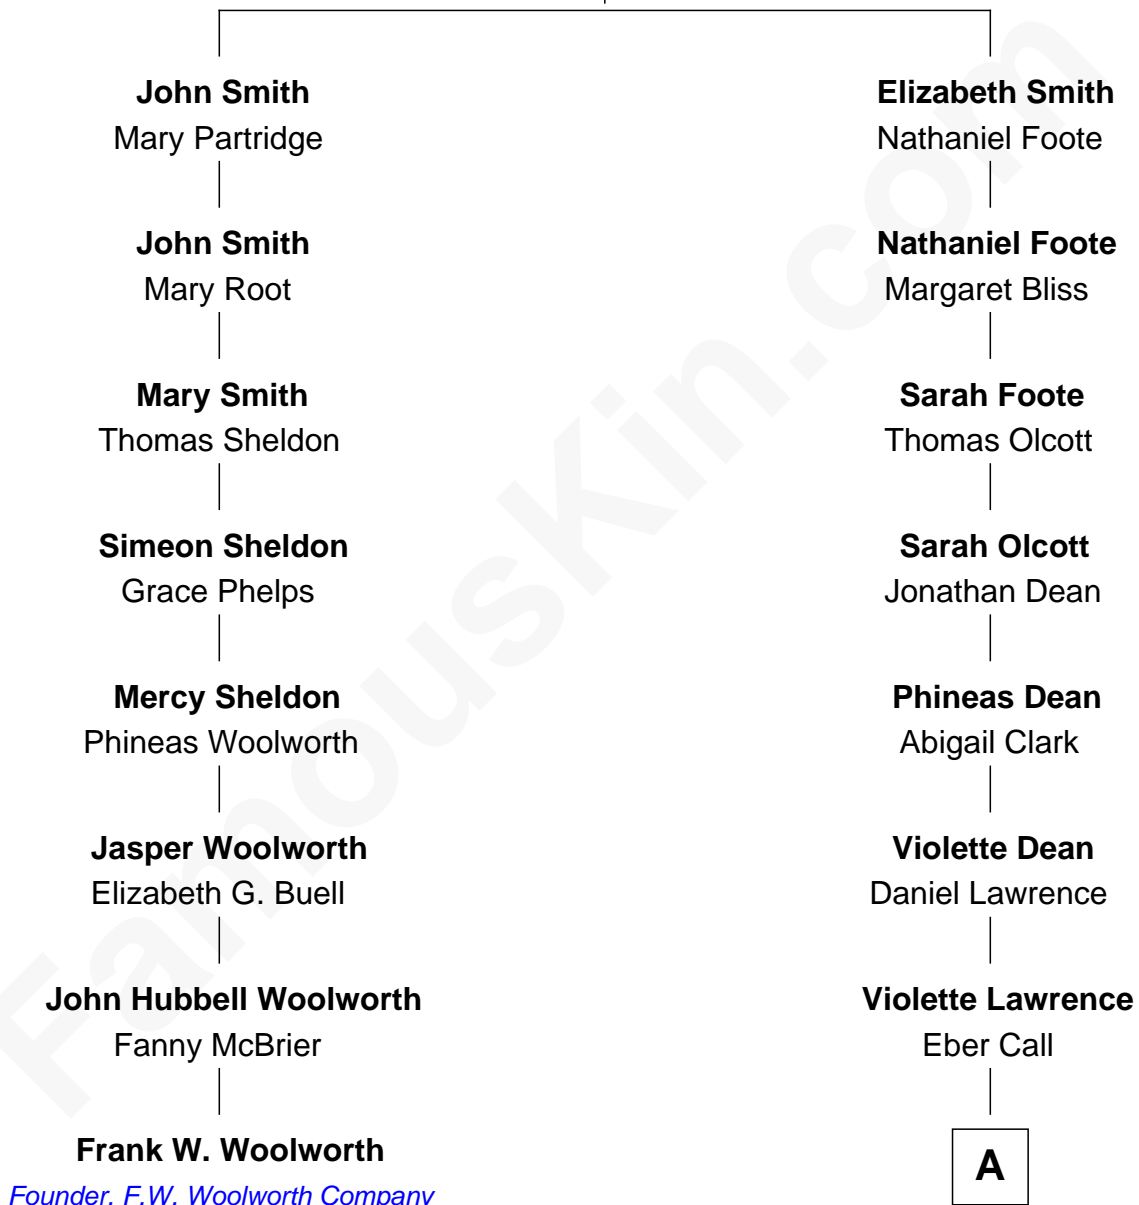 John Smith
Mary Partridge
John Smith
Mary Root
Mary Smith
Thomas Sheldon
Simeon Sheldon
Grace Phelps
Mercy Sheldon
Phineas Woolworth
Jasper Woolworth
Elizabeth G. Buell
John Hubbell Woolworth
Fanny McBrier
Frank W. Woolworth
Founder, F.W. Woolworth Company
Elizabeth Smith
Nathaniel Foote
Nathaniel Foote
Margaret Bliss
Sarah Foote
Thomas Olcott
Sarah Olcott
Jonathan Dean
Phineas Dean
Abigail Clark
Violette Dean
Daniel Lawrence
Violette Lawrence
Eber Call
A
FamousKin.com